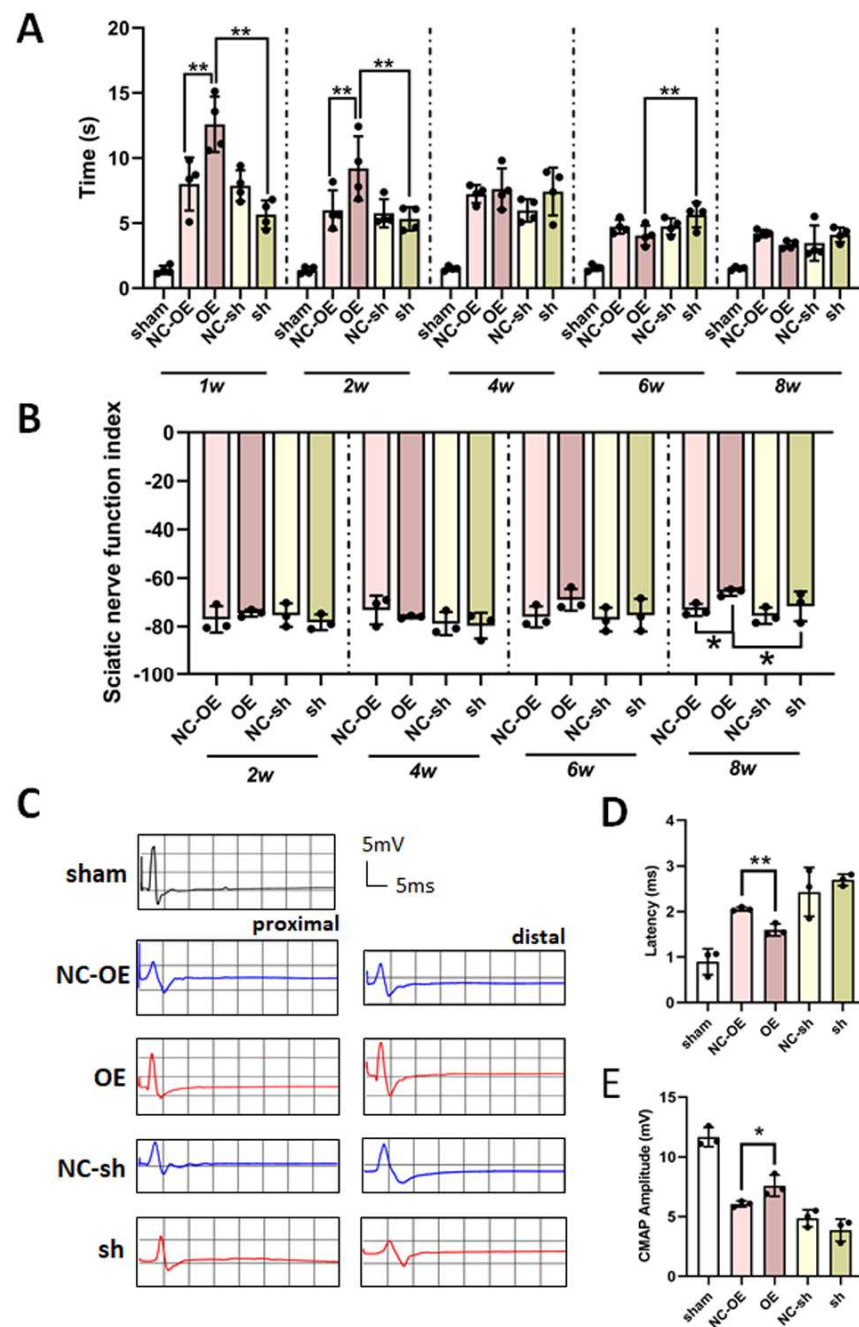 A
Time (s)
20
15
10
5
0
** ** ** ** **
sham NC-OE OE NC-sh sh sham NC-OE OE NC-sh sh sham NC-OE OE NC-sh sh sham NC-OE OE NC-sh sh sham NC-OE OE NC-sh sh
1w 2w 4w 6w 8w
B
Sciatic nerve function index
0
-20
-40
-60
-80
-100
* *
NC-OE OE NC-sh sh NC-OE OE NC-sh sh NC-OE OE NC-sh sh NC-OE OE NC-sh sh
2w 4w 6w 8w
C
sham
5mV
5ms
proximal distal
NC-OE
OE
NC-sh
sh
D
Latency (ms)
4
3
2
1
0
**
sham NC-OE OE NC-sh sh
E
CMAP Amplitude (mV)
15
10
5
0
*
sham NC-OE OE NC-sh sh